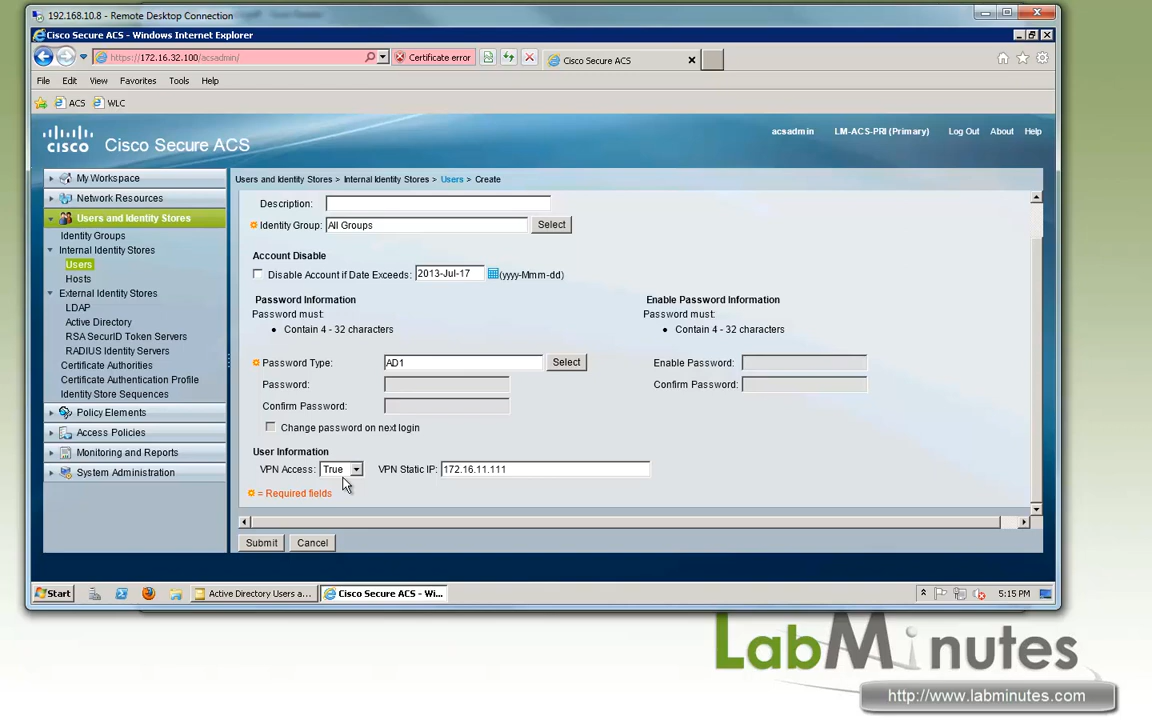 192.168.10.8 - Remote Desktop Connection
Cisco Secure ACS - Windows Internet Explorer
https://172.16.32.100/acsadmin/ Certificate error Cisco Secure ACS
File Edit View Favorites Tools Help
ACS WLC
CISCO Cisco Secure ACS acsadmin LM-ACS-PRI (Primary) Log Out About Help
My Workspace
Network Resources
Users and Identity Stores
Identity Groups
Internal Identity Stores
Users
Hosts
External Identity Stores
LDAP
Active Directory
RSA SecurID Token Servers
RADIUS Identity Servers
Certificate Authorities
Certificate Authentication Profile
Identity Store Sequences
Policy Elements
Access Policies
Monitoring and Reports
System Administration
Users and Identity Stores > Internal Identity Stores > Users > Create
Description:
Identity Group: All Groups Select
Account Disable
Disable Account if Date Exceeds: 2013-Jul-17 (yyyy-Mmm-dd)
Password Information
Password must:
• Contain 4 - 32 characters
Enable Password Information
Password must:
• Contain 4 - 32 characters
Password Type: AD1 Select
Password:
Confirm Password:
Change password on next login
Enable Password:
Confirm Password:
User Information
VPN Access: True VPN Static IP: 172.16.11.111
= Required fields
Submit Cancel
Start Active Directory Users a... Cisco Secure ACS - Wi... 5:15 PM
LabMinutes
http://www.labminutes.com